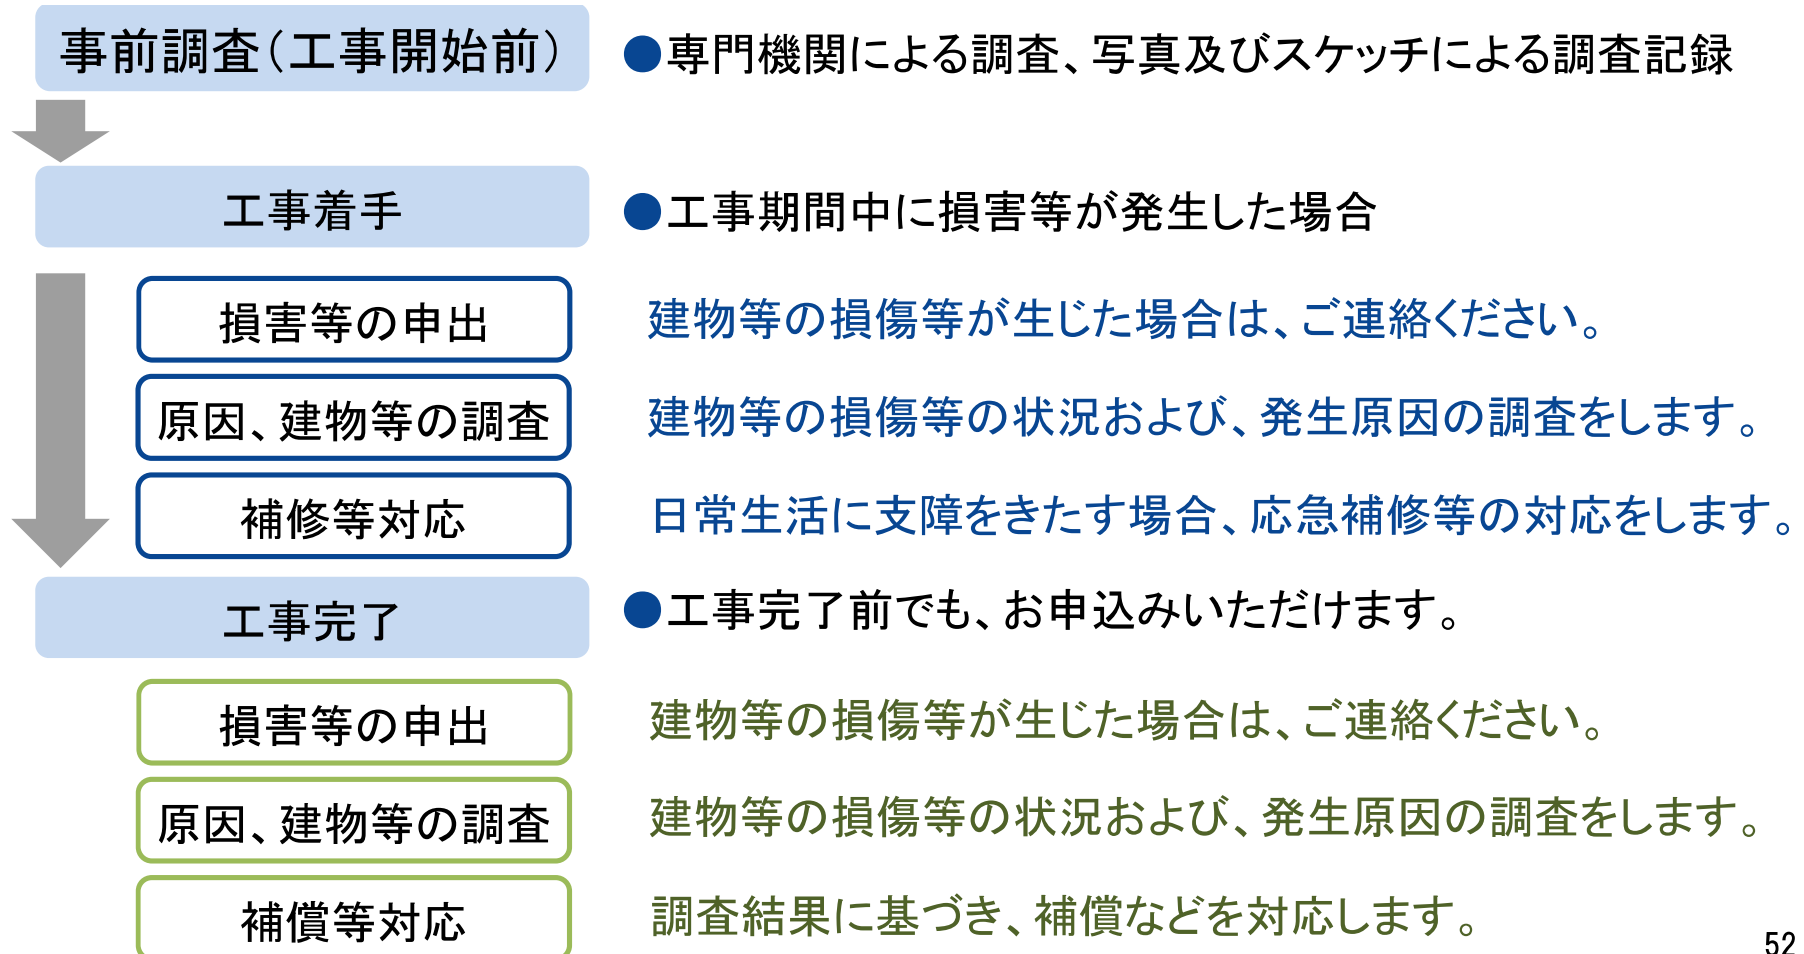 事前調査(工事開始前)
●専門機関による調査、写真及びスケッチによる調査記録
工事着手
●工事期間中に損害等が発生した場合
損害等の申出
建物等の損傷等が生じた場合は、ご連絡ください。
原因、建物等の調査
建物等の損傷等の状況および、発生原因の調査をします。
補修等対応
日常生活に支障をきたす場合、応急補修等の対応をします。
工事完了
●工事完了前でも、お申込みいただけます。
損害等の申出
建物等の損傷等が生じた場合は、ご連絡ください。
原因、建物等の調査
建物等の損傷等の状況および、発生原因の調査をします。
補償等対応
調査結果に基づき、補償などを対応します。
52